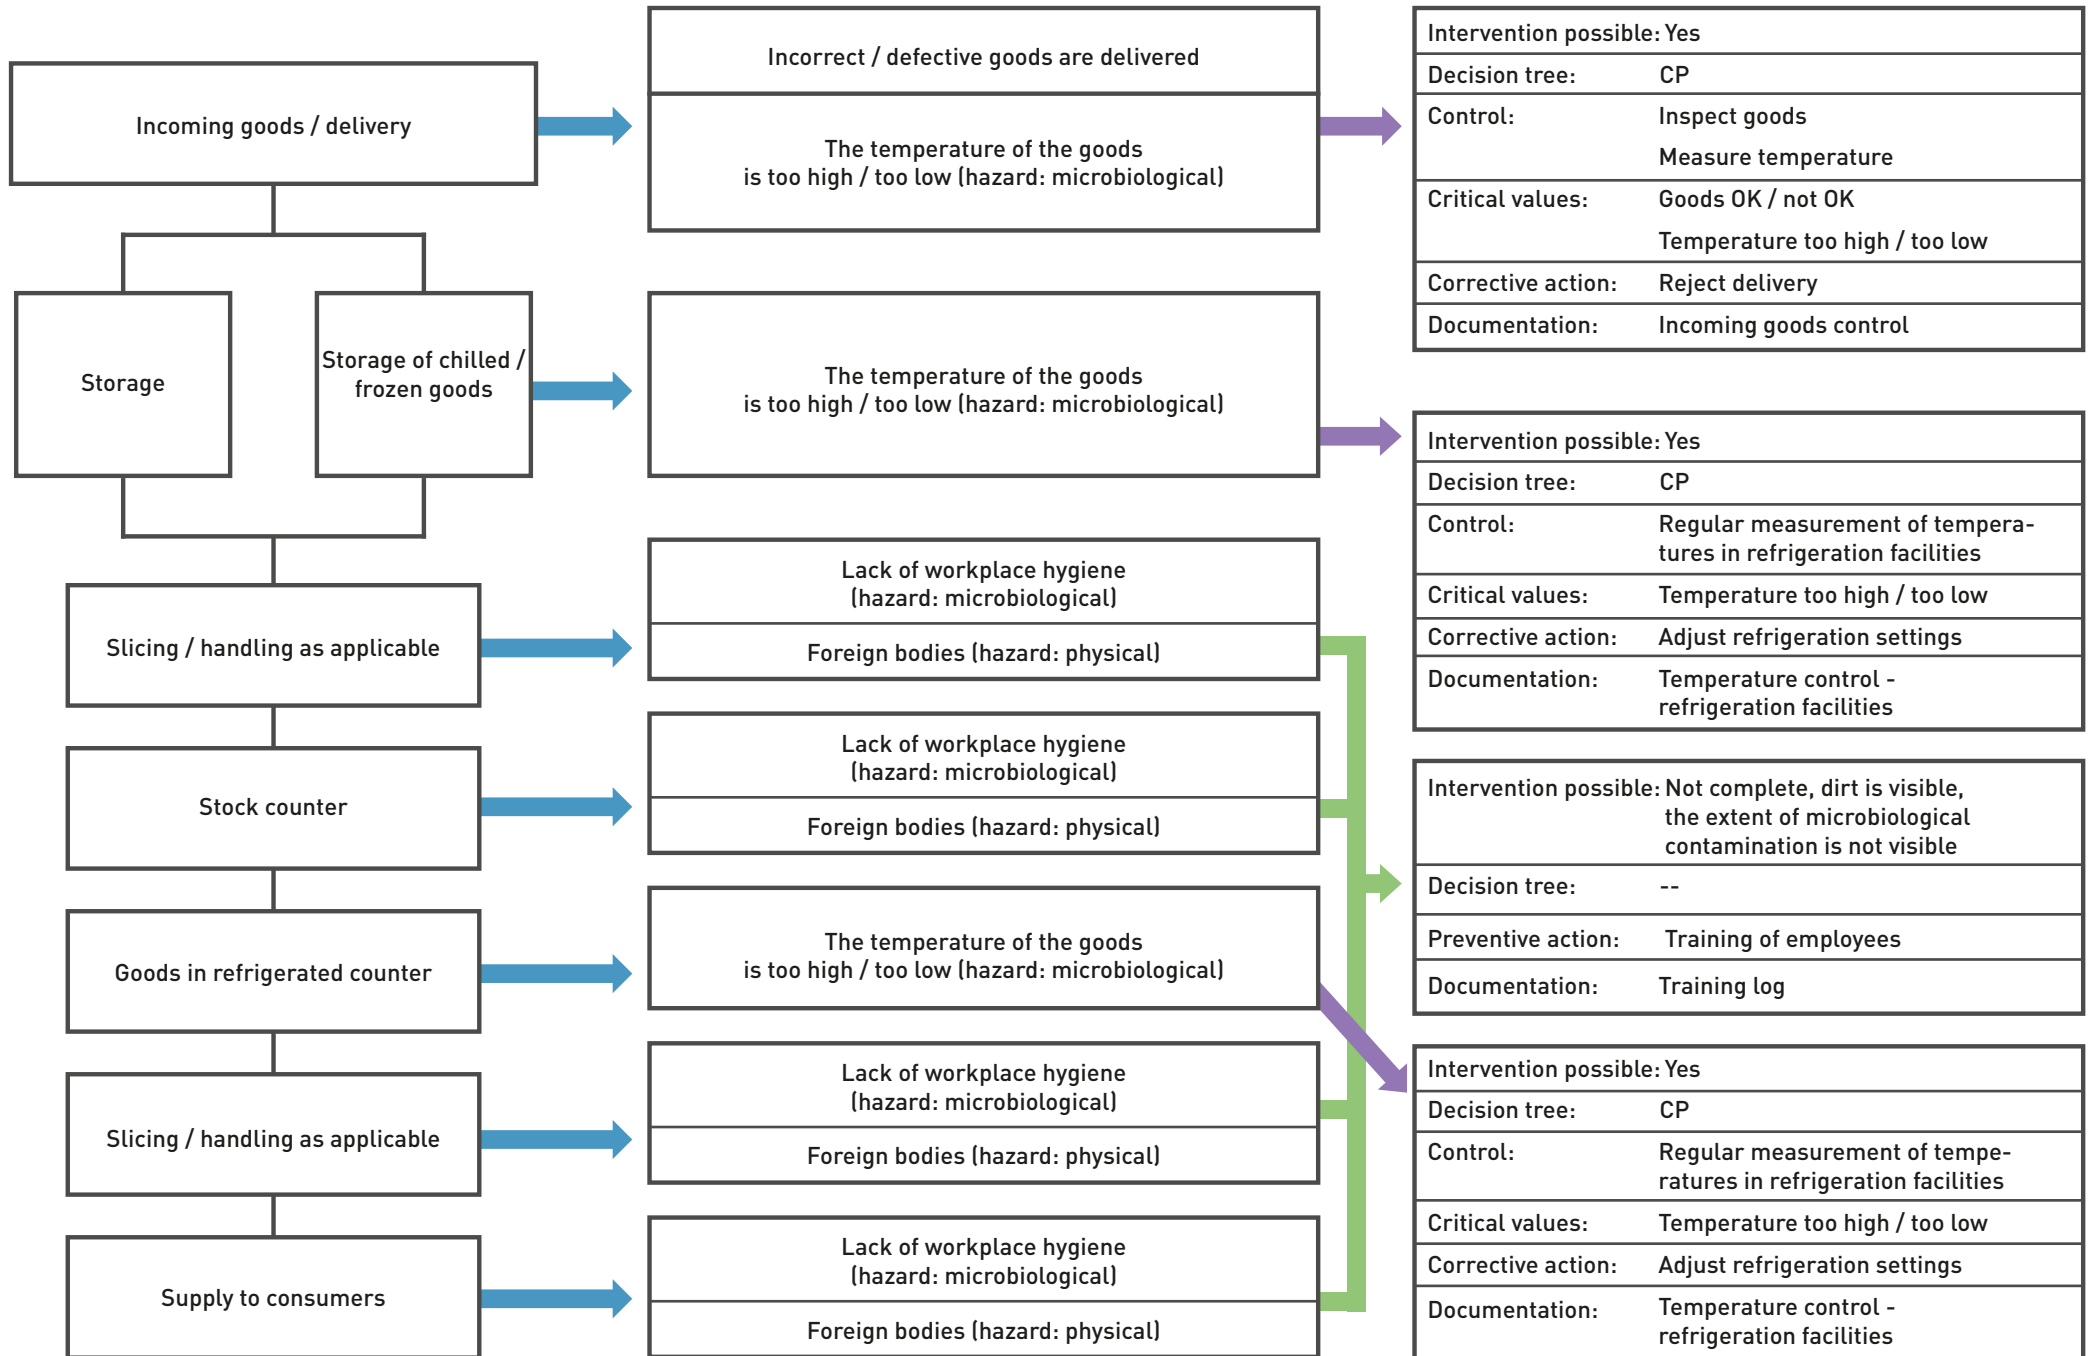 Incoming goods / delivery
Storage
Storage of chilled /
frozen goods
Slicing / handling as applicable
Stock counter
Goods in refrigerated counter
Slicing / handling as applicable
Supply to consumers
Incorrect / defective goods are delivered
The temperature of the goods
is too high / too low (hazard: microbiological)
The temperature of the goods
is too high / too low (hazard: microbiological)
Lack of workplace hygiene
(hazard: microbiological)
Foreign bodies (hazard: physical)
Lack of workplace hygiene
(hazard: microbiological)
Foreign bodies (hazard: physical)
The temperature of the goods
is too high / too low (hazard: microbiological)
Lack of workplace hygiene
(hazard: microbiological)
Foreign bodies (hazard: physical)
Lack of workplace hygiene
(hazard: microbiological)
Foreign bodies (hazard: physical)
Intervention possible: Yes
Decision tree: CP
Control: Inspect goods
Measure temperature
Critical values: Goods OK / not OK
Temperature too high / too low
Corrective action: Reject delivery
Documentation: Incoming goods control
Intervention possible: Yes
Decision tree: CP
Control: Regular measurement of tempera-
tures in refrigeration facilities
Critical values: Temperature too high / too low
Corrective action: Adjust refrigeration settings
Documentation: Temperature control -
refrigeration facilities
Intervention possible: Not complete, dirt is visible,
the extent of microbiological
contamination is not visible
Decision tree: --
Preventive action: Training of employees
Documentation: Training log
Intervention possible: Yes
Decision tree: CP
Control: Regular measurement of tempe-
ratures in refrigeration facilities
Critical values: Temperature too high / too low
Corrective action: Adjust refrigeration settings
Documentation: Temperature control -
refrigeration facilities